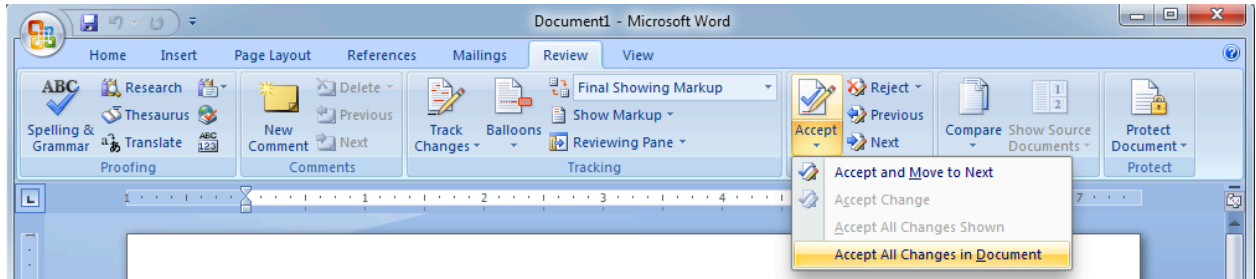 Document1 - Microsoft Word
Home Insert Page Layout References Mailings Review View
ABC Research Delete Previous Final Showing Markup Reject
Thesaurus Previous Show Markup Previous
Spelling & Grammar Translate ABC 123 New Comment Next Track Changes Balloons Reviewing Pane Accept Next Compare Show Source Documents 1 2 Protect Document
Proofing Comments Tracking Protect
L 1 1 2 3 4 7
Accept and Move to Next
Accept Change
Accept All Changes Shown
Accept All Changes in Document